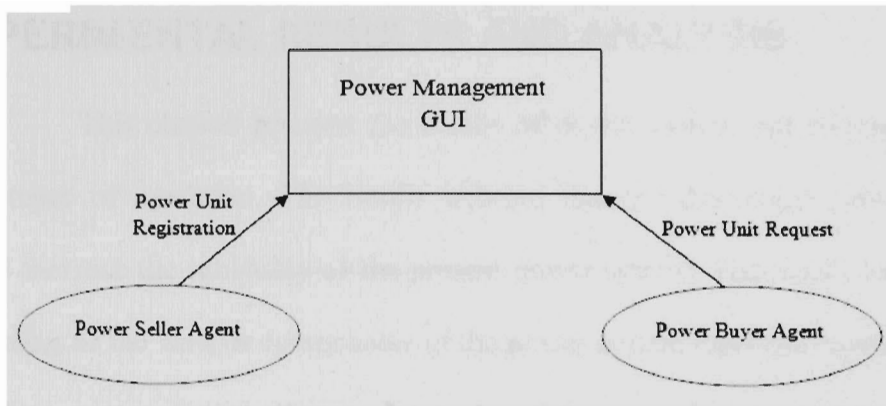 Power Management
GUI
Power Unit
Registration
Power Unit Request
Power Seller Agent
Power Buyer Agent